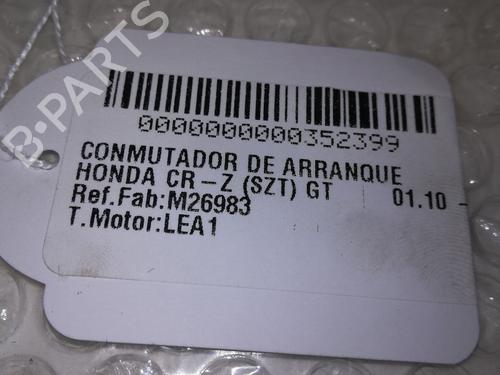 B-PARTS
0000000000352399
CONMUTADOR DE ARRANQUE
HONDA CR-Z (SZT) GT 01.10 -
Ref.Fab:M26983
T.Motor:LEA1